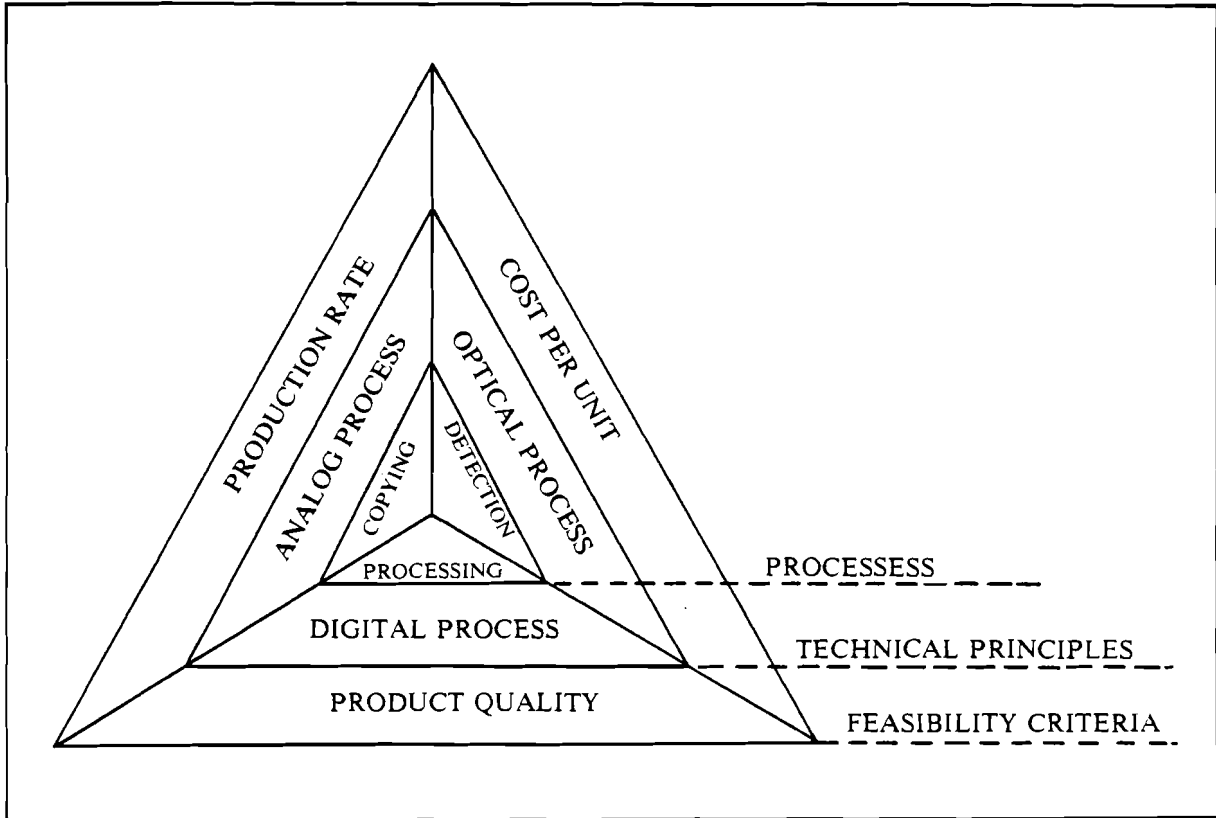 PRODUCTION RATE
COST PER UNIT
ANALOG PROCESS
OPTICAL PROCESS
COPYING
DETECTION
PROCESSING
PROCESSESS
DIGITAL PROCESS
TECHNICAL PRINCIPLES
PRODUCT QUALITY
FEASIBILITY CRITERIA